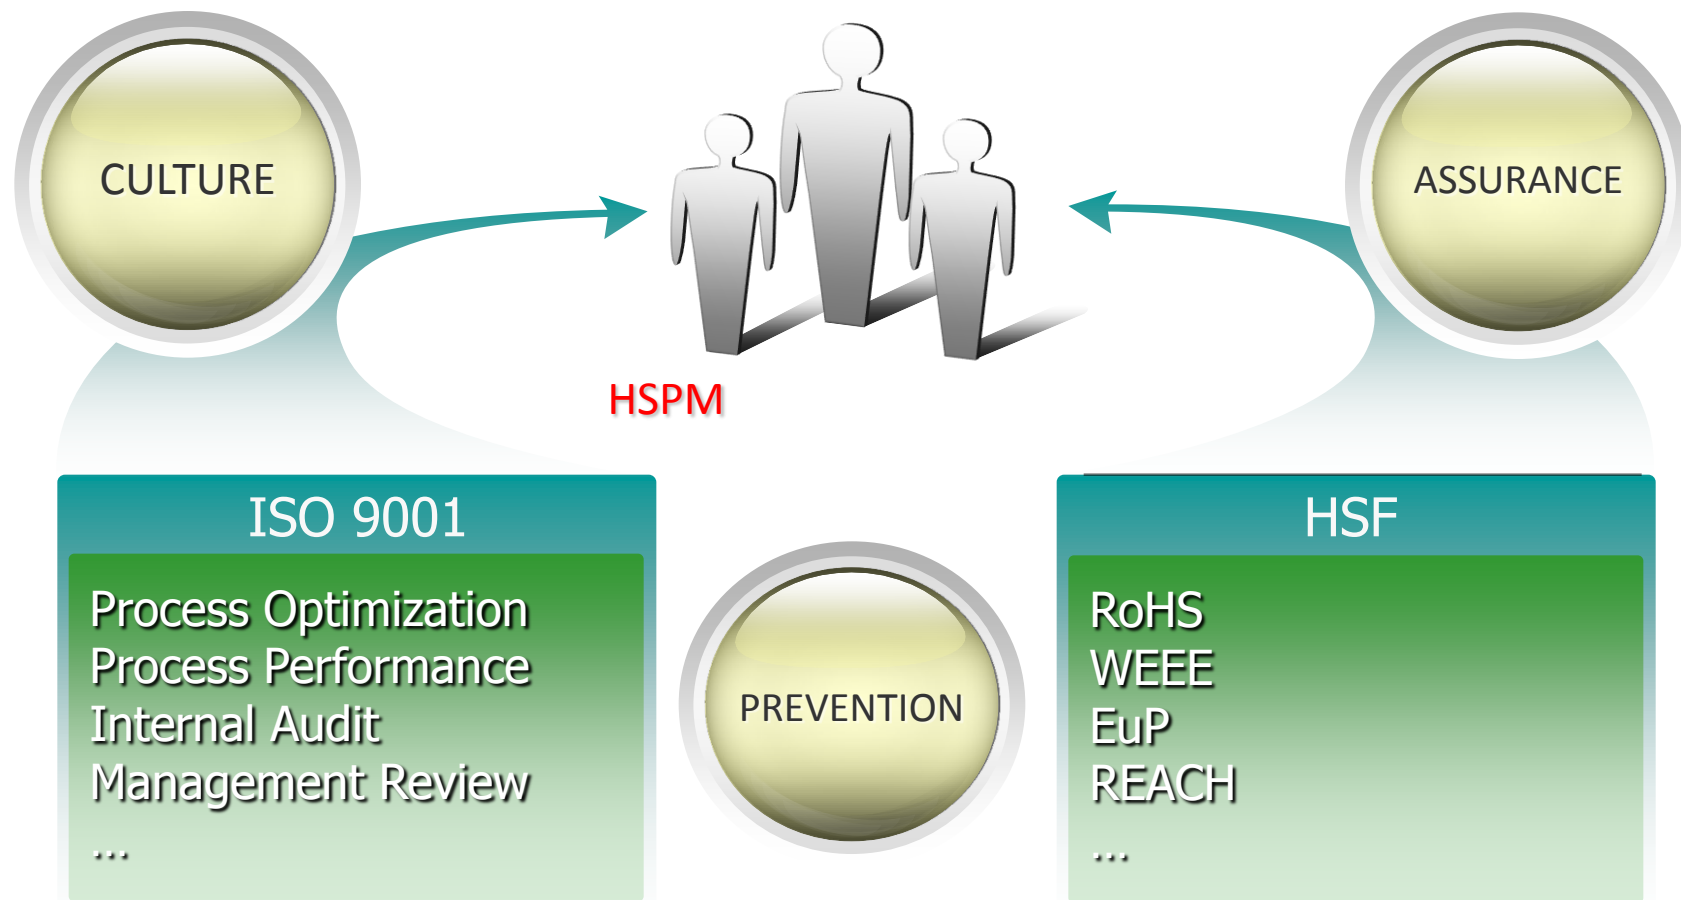 CULTURE
ASSURANCE
HSPM
ISO 9001
Process Optimization
Process Performance
Internal Audit
Management Review
...
PREVENTION
HSF
RoHS
WEEE
EuP
REACH
...